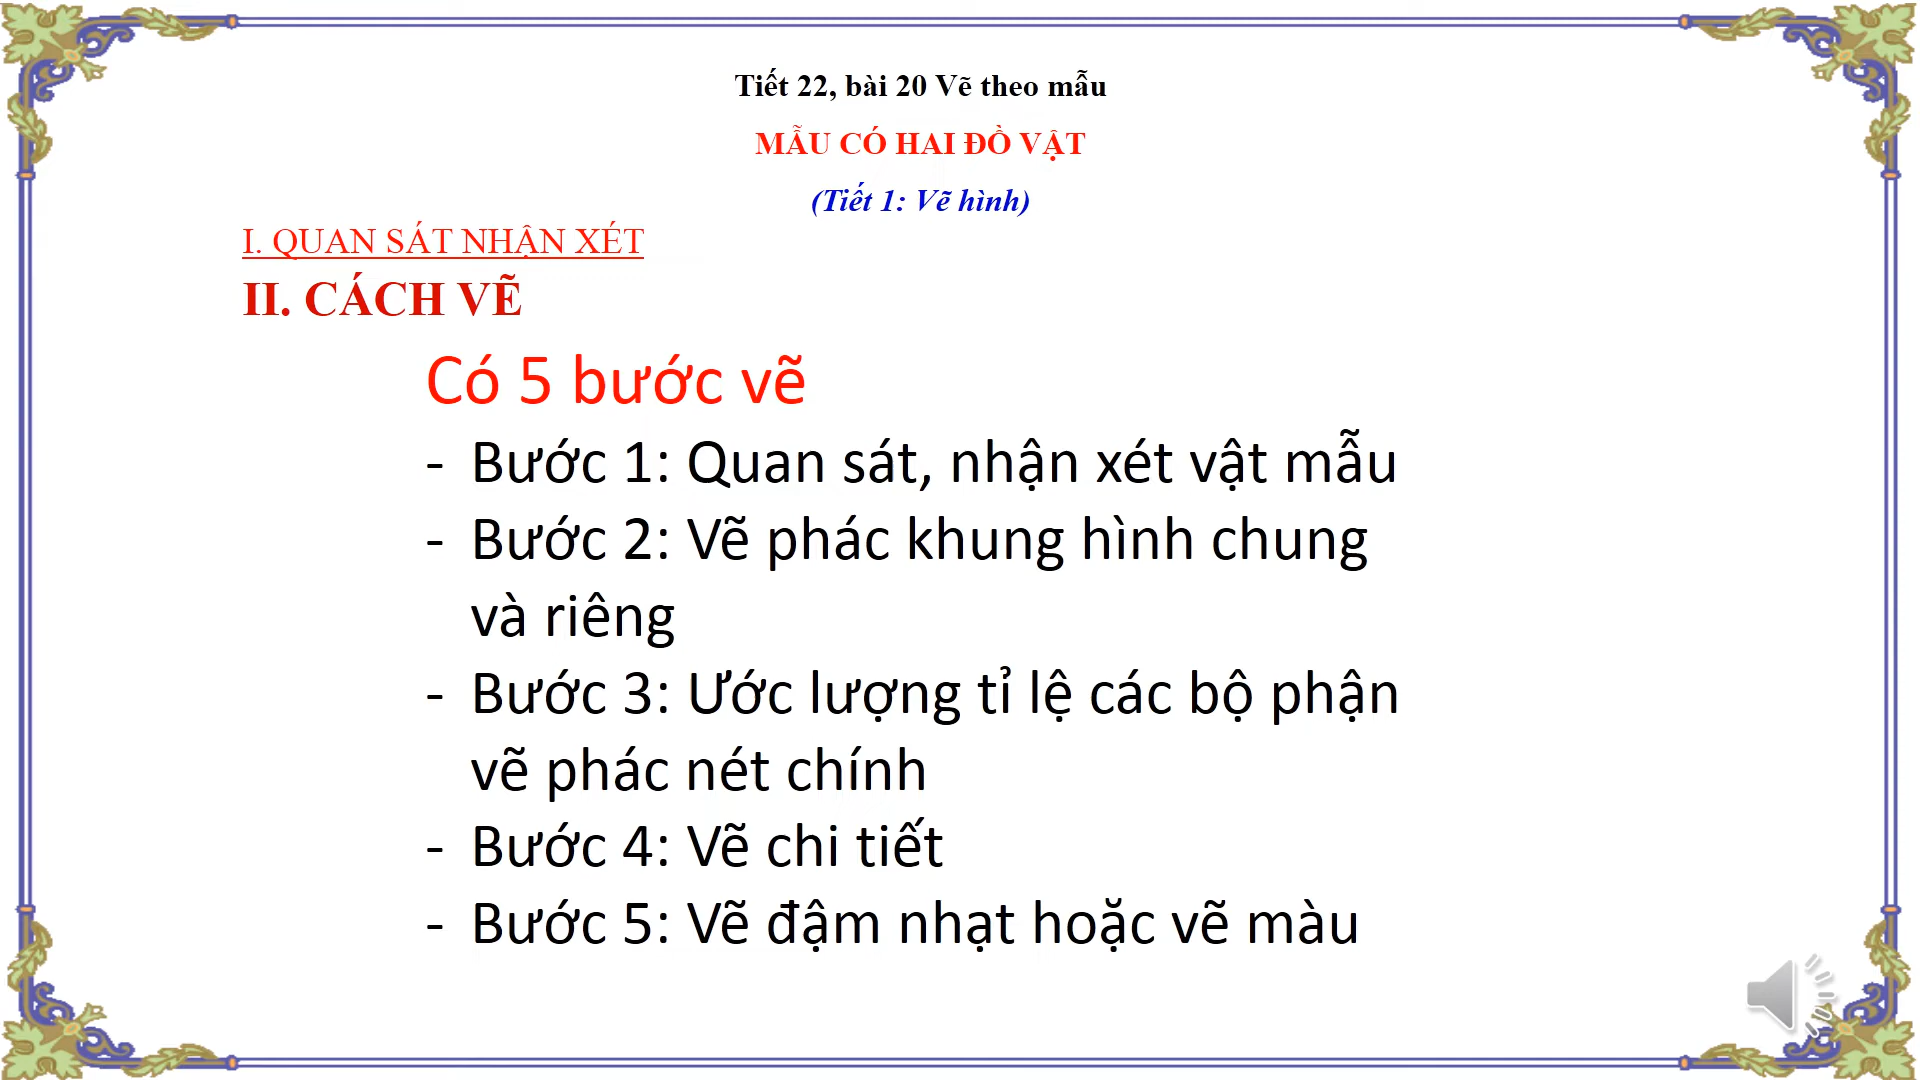 Tiết 22, bài 20 Vẽ theo mẫu
MẪU CÓ HAI ĐỒ VẬT
(Tiết 1: Vẽ hình)
I. QUAN SÁT NHẬN XÉT
II. CÁCH VẼ
Có 5 bước vẽ
- Bước 1: Quan sát, nhận xét vật mẫu
- Bước 2: Vẽ phác khung hình chung
và riêng
- Bước 3: Ước lượng tỉ lệ các bộ phận
vẽ phác nét chính
- Bước 4: Vẽ chi tiết
- Bước 5: Vẽ đậm nhạt hoặc vẽ màu